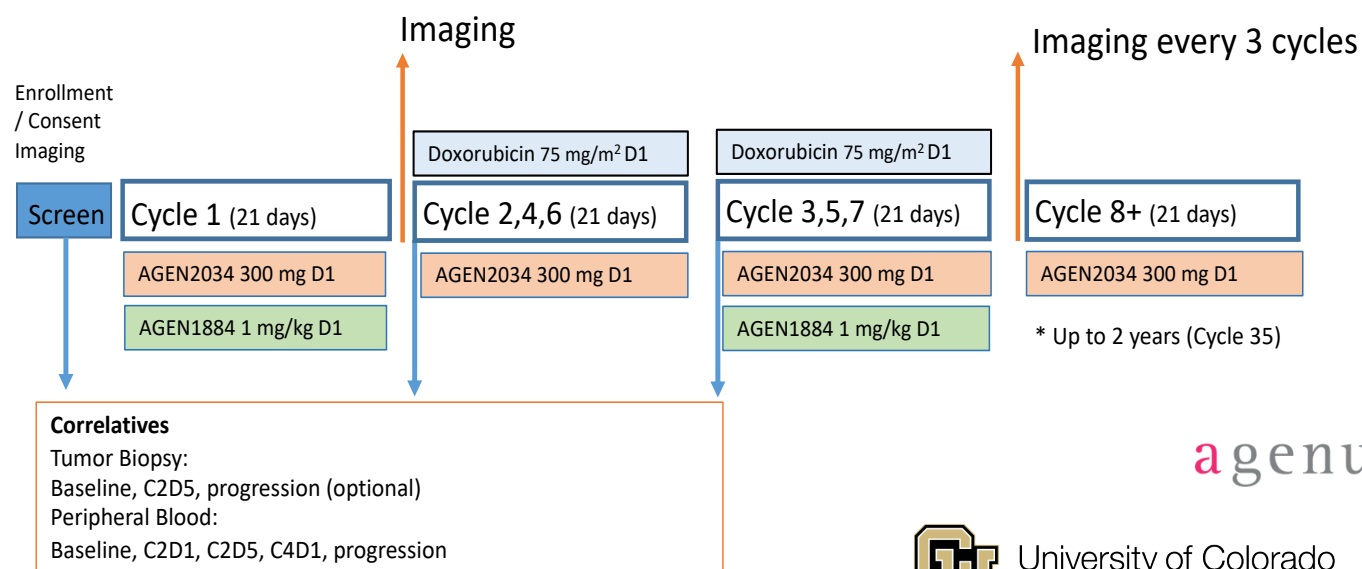 Imaging
Imaging every 3 cycles
Enrollment
/ Consent
Imaging
Doxorubicin 75 mg/m² D1
Doxorubicin 75 mg/m² D1
Screen
Cycle 1 (21 days)
Cycle 2,4,6 (21 days)
Cycle 3,5,7 (21 days)
Cycle 8+ (21 days)
AGEN2034 300 mg D1
AGEN2034 300 mg D1
AGEN2034 300 mg D1
AGEN2034 300 mg D1
AGEN1884 1 mg/kg D1
AGEN1884 1 mg/kg D1
* Up to 2 years (Cycle 35)
Correlatives
Tumor Biopsy:
Baseline, C2D5, progression (optional)
Peripheral Blood:
Baseline, C2D1, C2D5, C4D1, progression
agenu
CU
University of Colorado